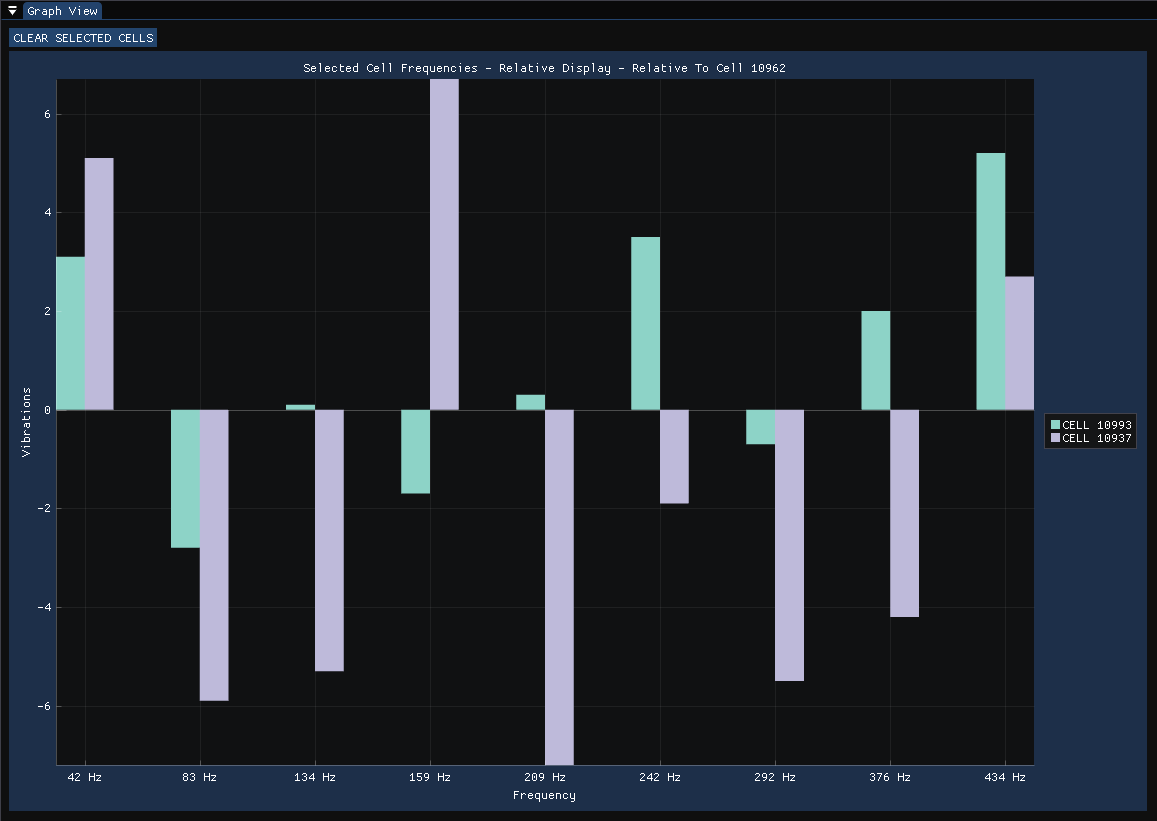 Graph View
CLEAR SELECTED CELLS
Selected Cell Frequencies - Relative Display - Relative To Cell 10962
6
4
2
0
-2
-4
-6
Vibrations
42 Hz 83 Hz 134 Hz 159 Hz 209 Hz 242 Hz 292 Hz 376 Hz 434 Hz
Frequency
CELL 10993
CELL 10937